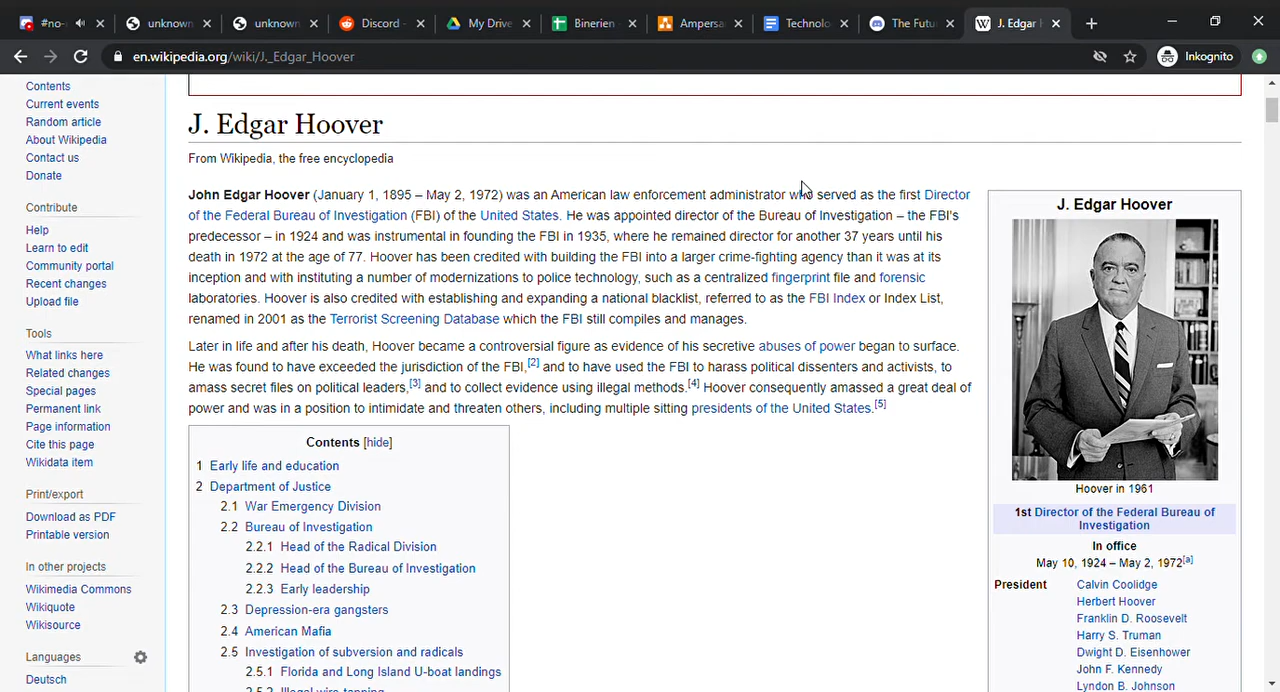 #no-
unknown
unknown
Discord
My Drive
Binerien
Ampersa
Technolo
The Futu
J. Edgar H
en.wikipedia.org/wiki/J._Edgar_Hoover
Inkognito
Contents
Current events
Random article
About Wikipedia
Contact us
Donate
Contribute
Help
Learn to edit
Community portal
Recent changes
Upload file
Tools
What links here
Related changes
Special pages
Permanent link
Page information
Cite this page
Wikidata item
Print/export
Download as PDF
Printable version
In other projects
Wikimedia Commons
Wikiquote
Wikisource
Languages
Deutsch
J. Edgar Hoover
From Wikipedia, the free encyclopedia
John Edgar Hoover (January 1, 1895 – May 2, 1972) was an American law enforcement administrator who served as the first Director
of the Federal Bureau of Investigation (FBI) of the United States. He was appointed director of the Bureau of Investigation – the FBI's
predecessor – in 1924 and was instrumental in founding the FBI in 1935, where he remained director for another 37 years until his
death in 1972 at the age of 77. Hoover has been credited with building the FBI into a larger crime-fighting agency than it was at its
inception and with instituting a number of modernizations to police technology, such as a centralized fingerprint file and forensic
laboratories. Hoover is also credited with establishing and expanding a national blacklist, referred to as the FBI Index or Index List,
renamed in 2001 as the Terrorist Screening Database which the FBI still compiles and manages.
Later in life and after his death, Hoover became a controversial figure as evidence of his secretive abuses of power began to surface.
He was found to have exceeded the jurisdiction of the FBI,[2] and to have used the FBI to harass political dissenters and activists, to
amass secret files on political leaders,[3] and to collect evidence using illegal methods.[4] Hoover consequently amassed a great deal of
power and was in a position to intimidate and threaten others, including multiple sitting presidents of the United States.[5]
Contents [hide]
1 Early life and education
2 Department of Justice
2.1 War Emergency Division
2.2 Bureau of Investigation
2.2.1 Head of the Radical Division
2.2.2 Head of the Bureau of Investigation
2.2.3 Early leadership
2.3 Depression-era gangsters
2.4 American Mafia
2.5 Investigation of subversion and radicals
2.5.1 Florida and Long Island U-boat landings
2.5.2 Illegal wire-tapping
J. Edgar Hoover
Hoover in 1961
1st Director of the Federal Bureau of
Investigation
In office
May 10, 1924 – May 2, 1972[a]
President Calvin Coolidge
Herbert Hoover
Franklin D. Roosevelt
Harry S. Truman
Dwight D. Eisenhower
John F. Kennedy
Lyndon B. Johnson